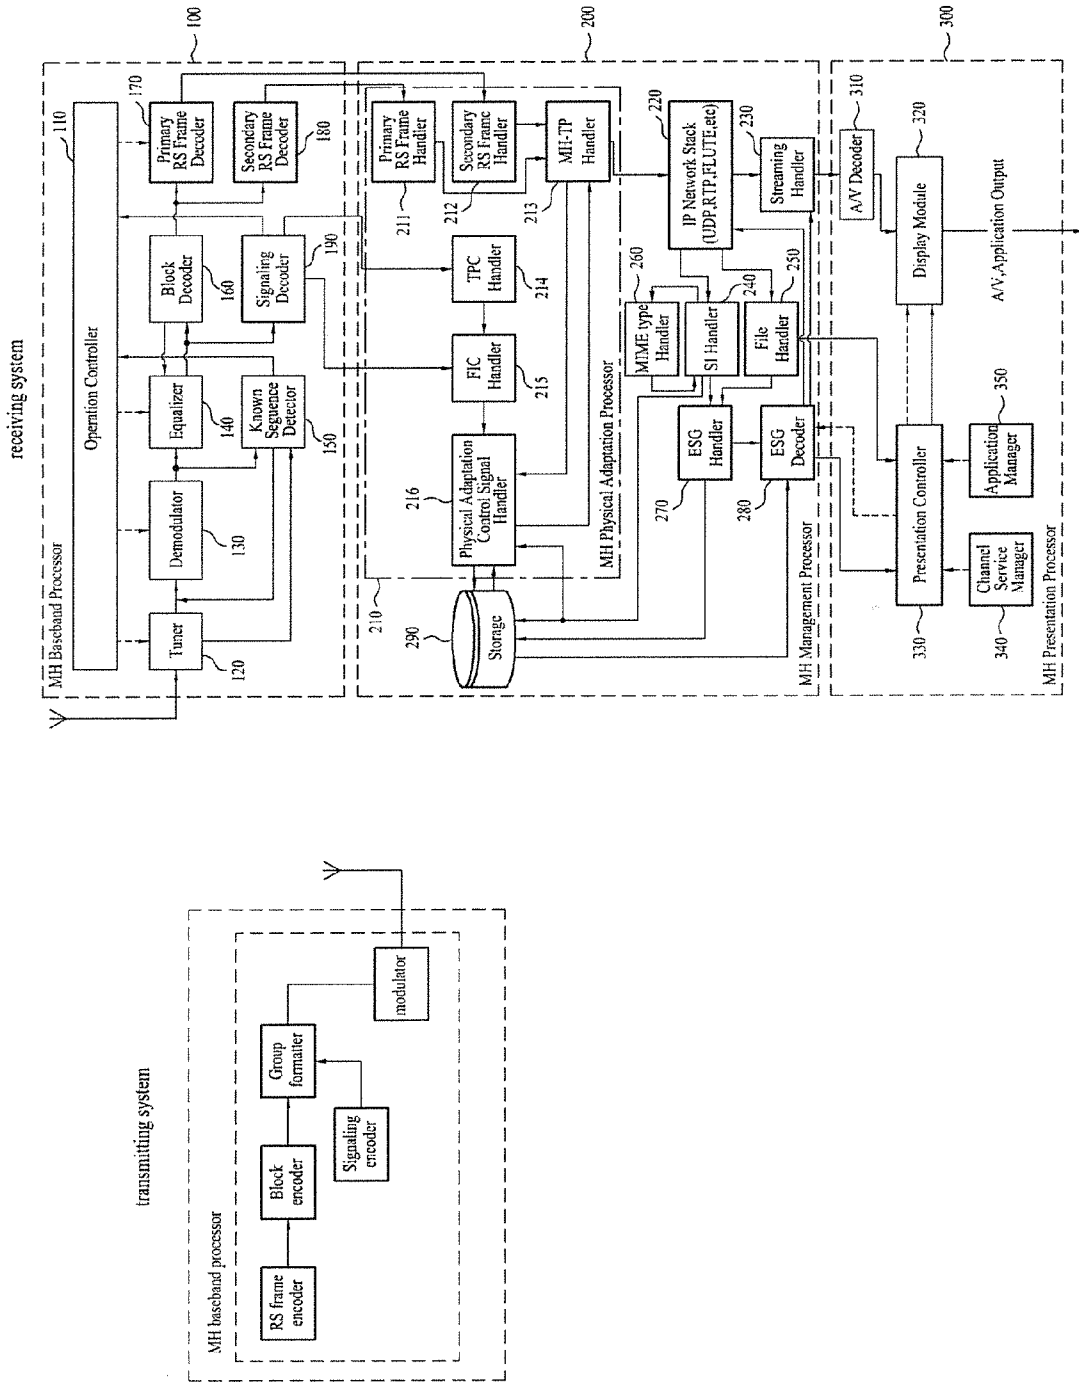 transmitting system
MH baseband processor
RS frame
encoder
Block
encoder
Group
formatter
Signaling
encoder
modulator
receiving system
MH Baseband Processor
100
Operation Controller
110
Tuner
120
Demodulator
130
Equalizer
140
Known
Seguence
Detector
150
Block
Decoder
160
Signaling
Decoder
190
Primary
RS Frame
Decoder
170
Secondary
RS Frame
Decoder
180
200
210
Primary
RS Frame
Handler
211
Secondary
RS Frame
Handler
212
MH-TP
Handler
213
TPC
Handler
214
FIC
Handler
215
Physical Adaptation
Control Signal
Handler
216
MH Physical Adaptation Processor
290
Storage
IP Network Stack
(UDP,RTP,FLUTE,etc)
220
Streaming
Handler
230
MIME type
Handler
260
SI Handler
240
File
Handler
250
ESG
Handler
270
ESG
Decoder
280
MH Management Processor
300
A/V Decoder
310
Display Module
320
A/V,Application Output
Presentation Controller
330
Channel
Service
Manager
340
Application
Manager
350
MH Presentation Processor